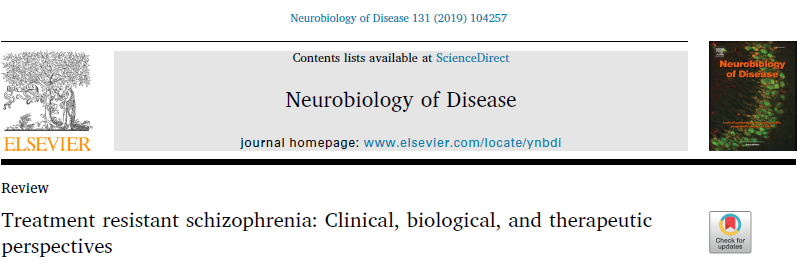 Neurobiology of Disease 131 (2019) 104257
Contents lists available at ScienceDirect
Neurobiology of Disease
journal homepage: www.elsevier.com/locate/ynbdi
ELSEVIER
Neurobiology
of Disease
Review
Treatment resistant schizophrenia: Clinical, biological, and therapeutic
perspectives
Check for
updates